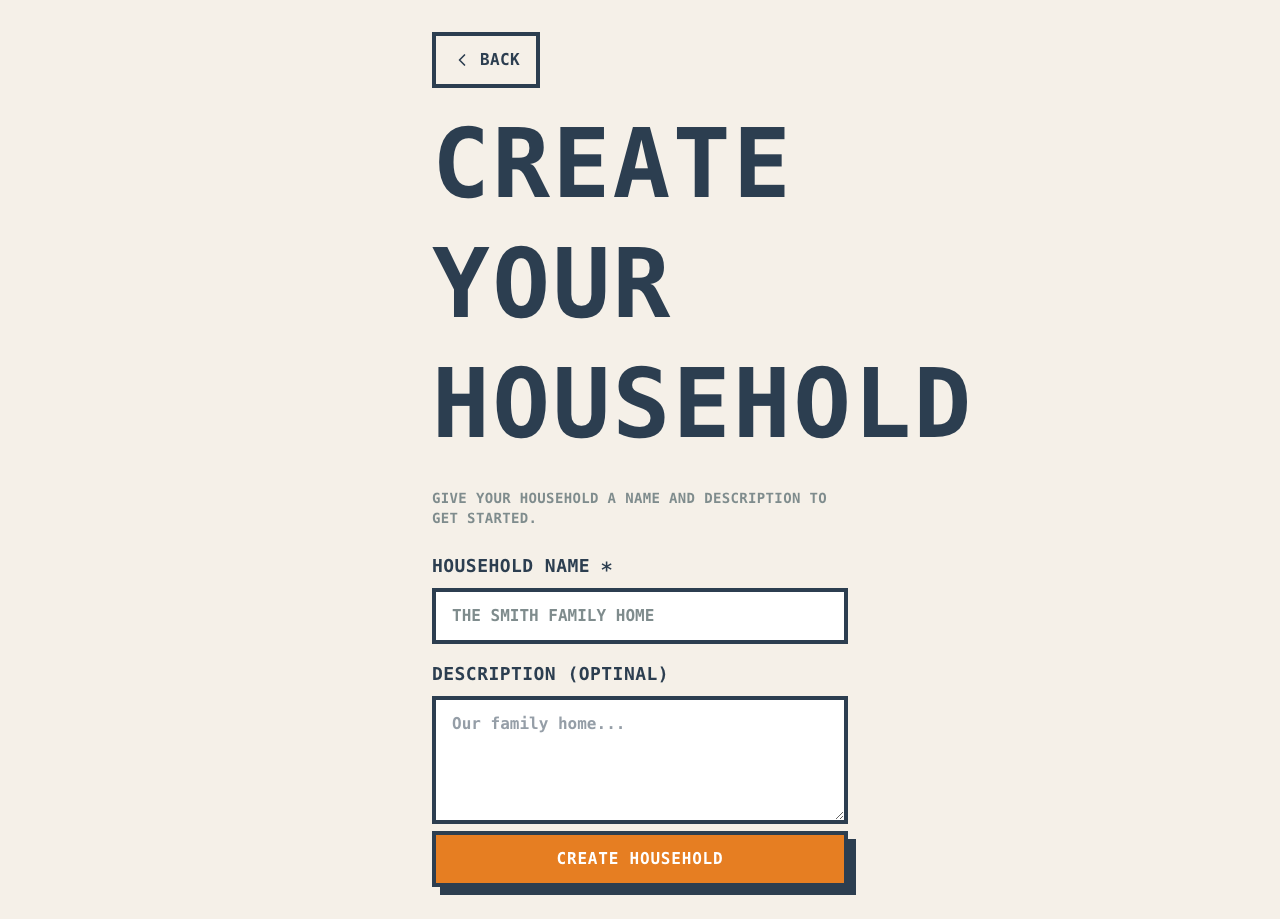 BACK
CREATE
YOUR
HOUSEHOLD
GIVE YOUR HOUSEHOLD A NAME AND DESCRIPTION TO
GET STARTED.
HOUSEHOLD NAME *
THE SMITH FAMILY HOME
DESCRIPTION (OPTINAL)
Our family home...
CREATE HOUSEHOLD